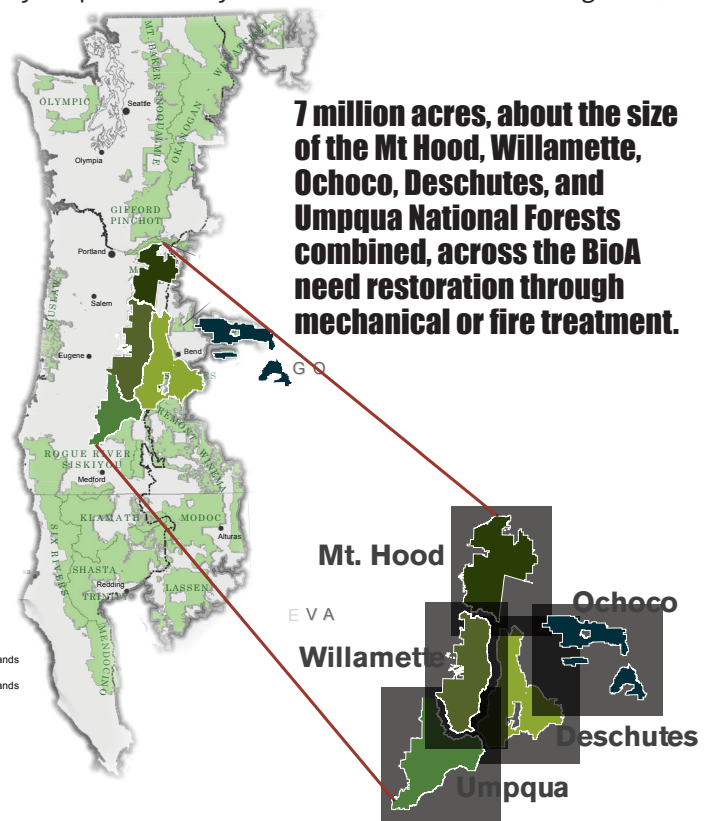 MT. BAKER
SNOQUALMIE
OKANOGAN
OLYMPIC
Seattle
Olympia
GIFFORD
PINCHOT
Portland
Salem
SIUSLAW
Eugene
Bend
G O
7 million acres, about the size
of the Mt Hood, Willamette,
Ochoco, Deschutes, and
Umpqua National Forests
combined, across the BioA
need restoration through
mechanical or fire treatment.
FREMONT
WINEMA
ROGUE RIVER-
SISKIYOU
Medford
KLAMATH
MODOC
Alturas
SIX RIVERS
SHASTA
Redding
TRINITY
LASSEN
MENDOCINO
E V A
Mt. Hood
Ochoco
Willamette
Deschutes
Umpqua